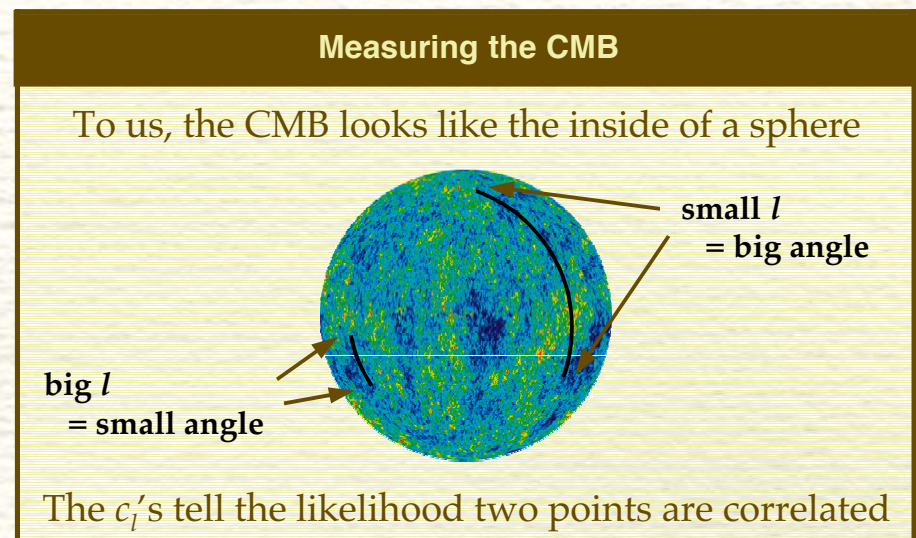 Measuring the CMB
To us, the CMB looks like the inside of a sphere
small l
= big angle
big l
= small angle
The cl's tell the likelihood two points are correlated